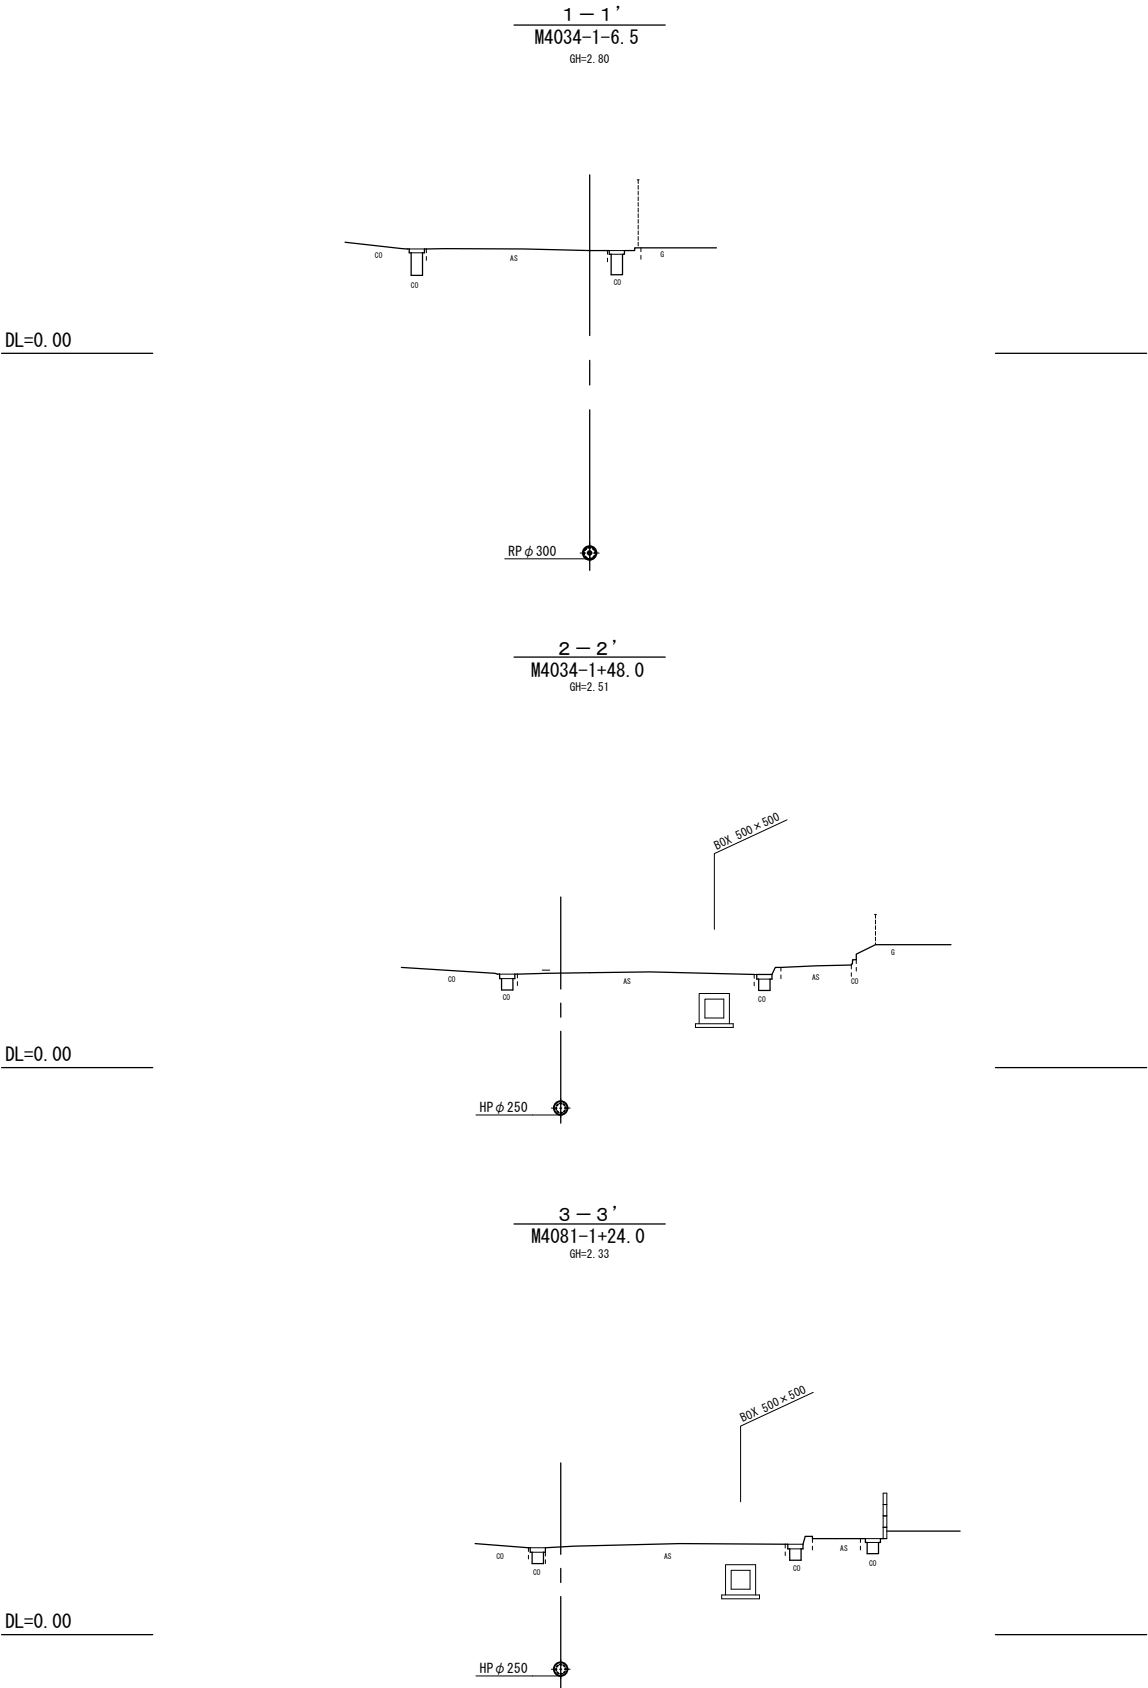 1－1’
M4034-1-6.5
GH=2.80
CO
AS
G
CO
CO
DL=0.00
RPφ300
2－2’
M4034-1+48.0
GH=2.51
BOX 500×500
G
CO
AS
AS
CO
CO
CO
DL=0.00
HPφ250
3－3’
M4081-1+24.0
GH=2.33
BOX 500×500
CO
AS
AS
CO
CO
CO
DL=0.00
HPφ250